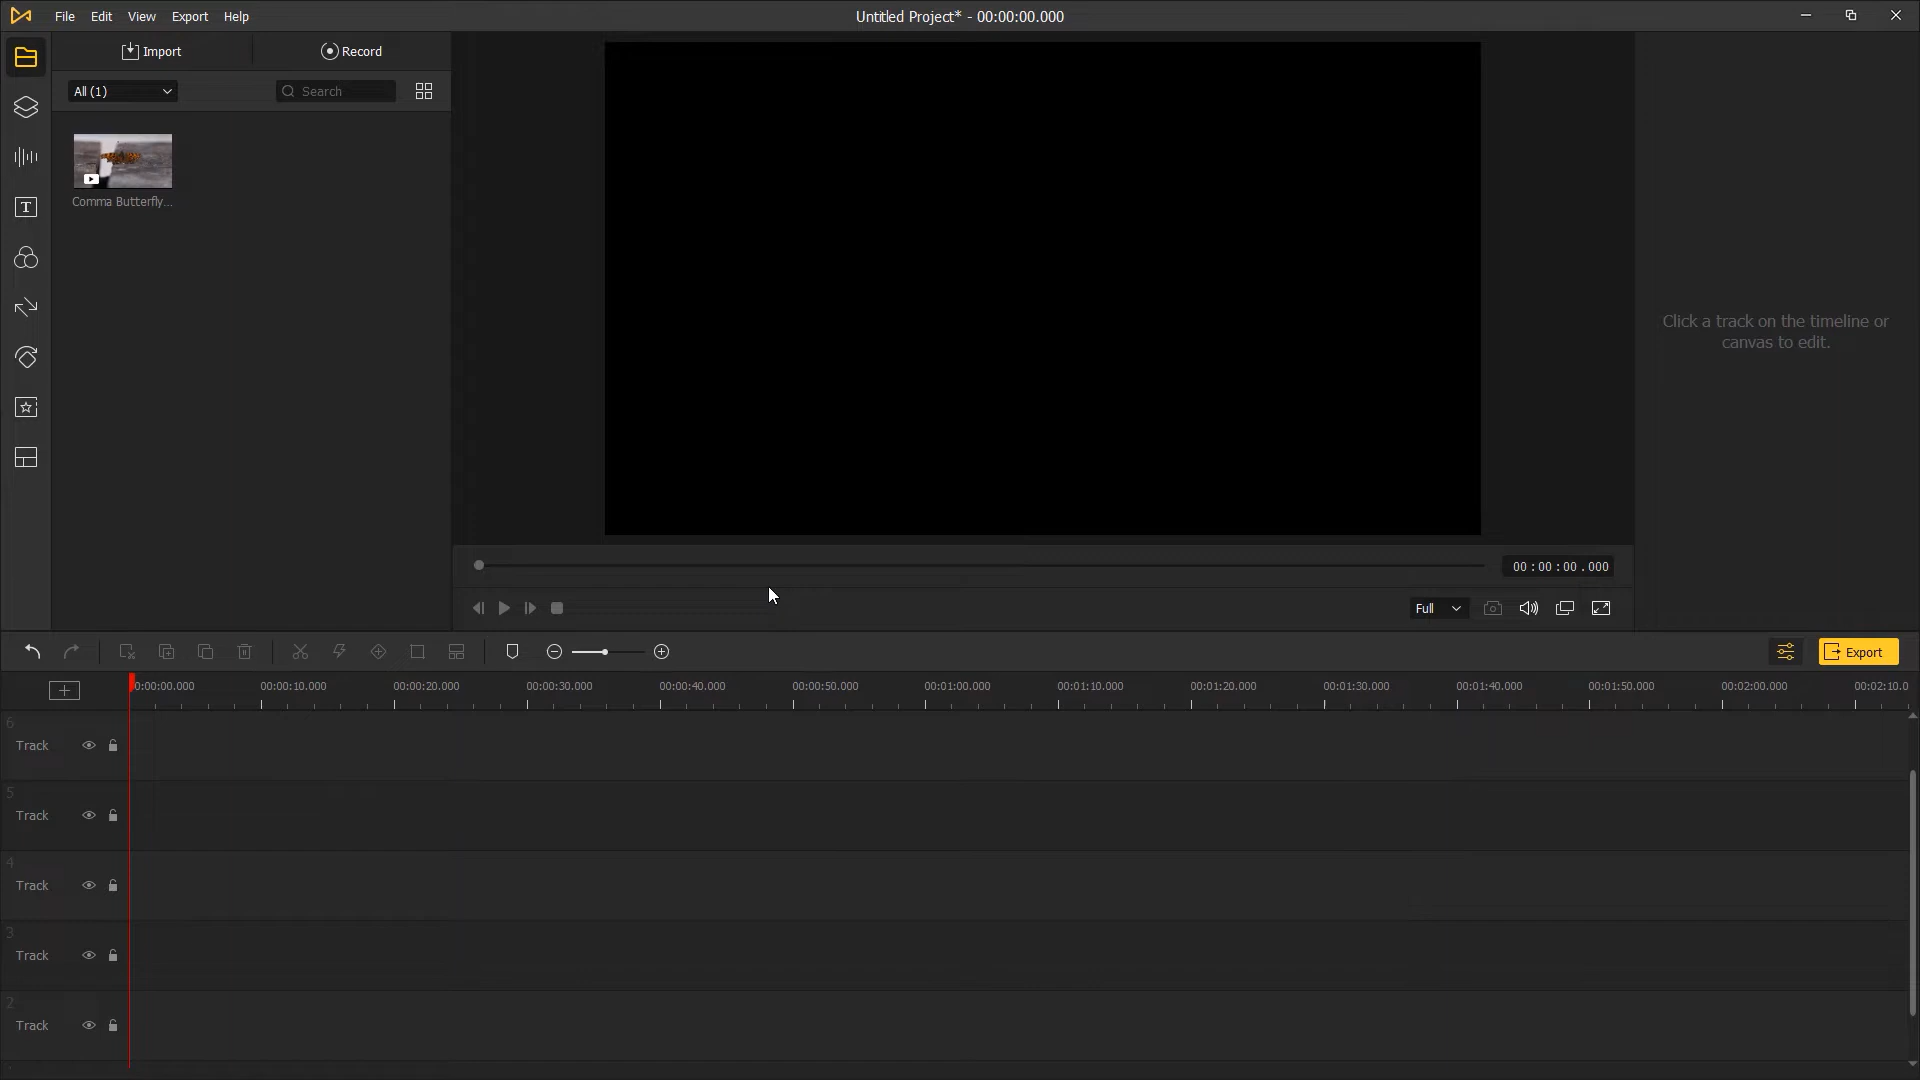 File Edit View Export Help
Untitled Project* - 00:00:00.000
Import Record
All (1) Search
Comma Butterfly...
Click a track on the timeline or
canvas to edit.
00 : 00 : 00 . 000
Full
Export
0:00:00.000 00:00:10.000 00:00:20.000 00:00:30.000 00:00:40.000 00:00:50.000 00:01:00.000 00:01:10.000 00:01:20.000 00:01:30.000 00:01:40.000 00:01:50.000 00:02:00.000 00:02:10.0
6
Track
5
Track
4
Track
3
Track
2
Track